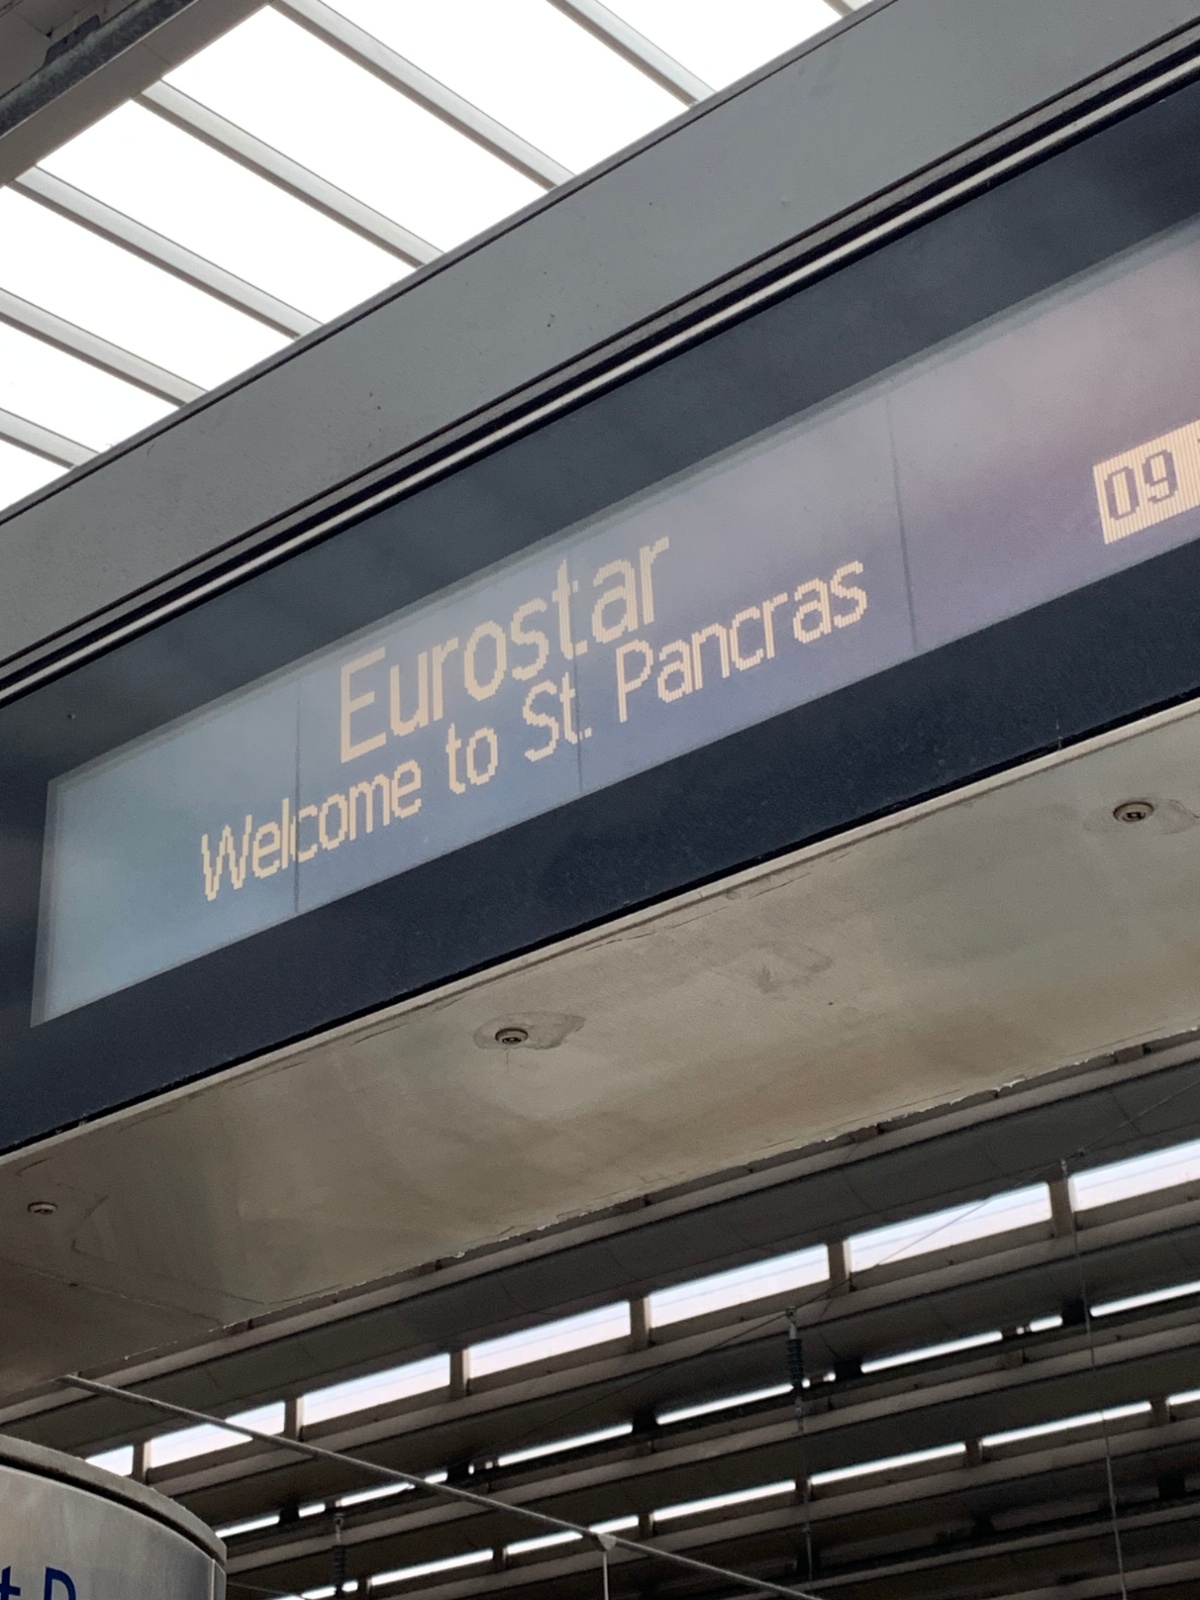 Eurostar
Welcome to St. Pancras
09